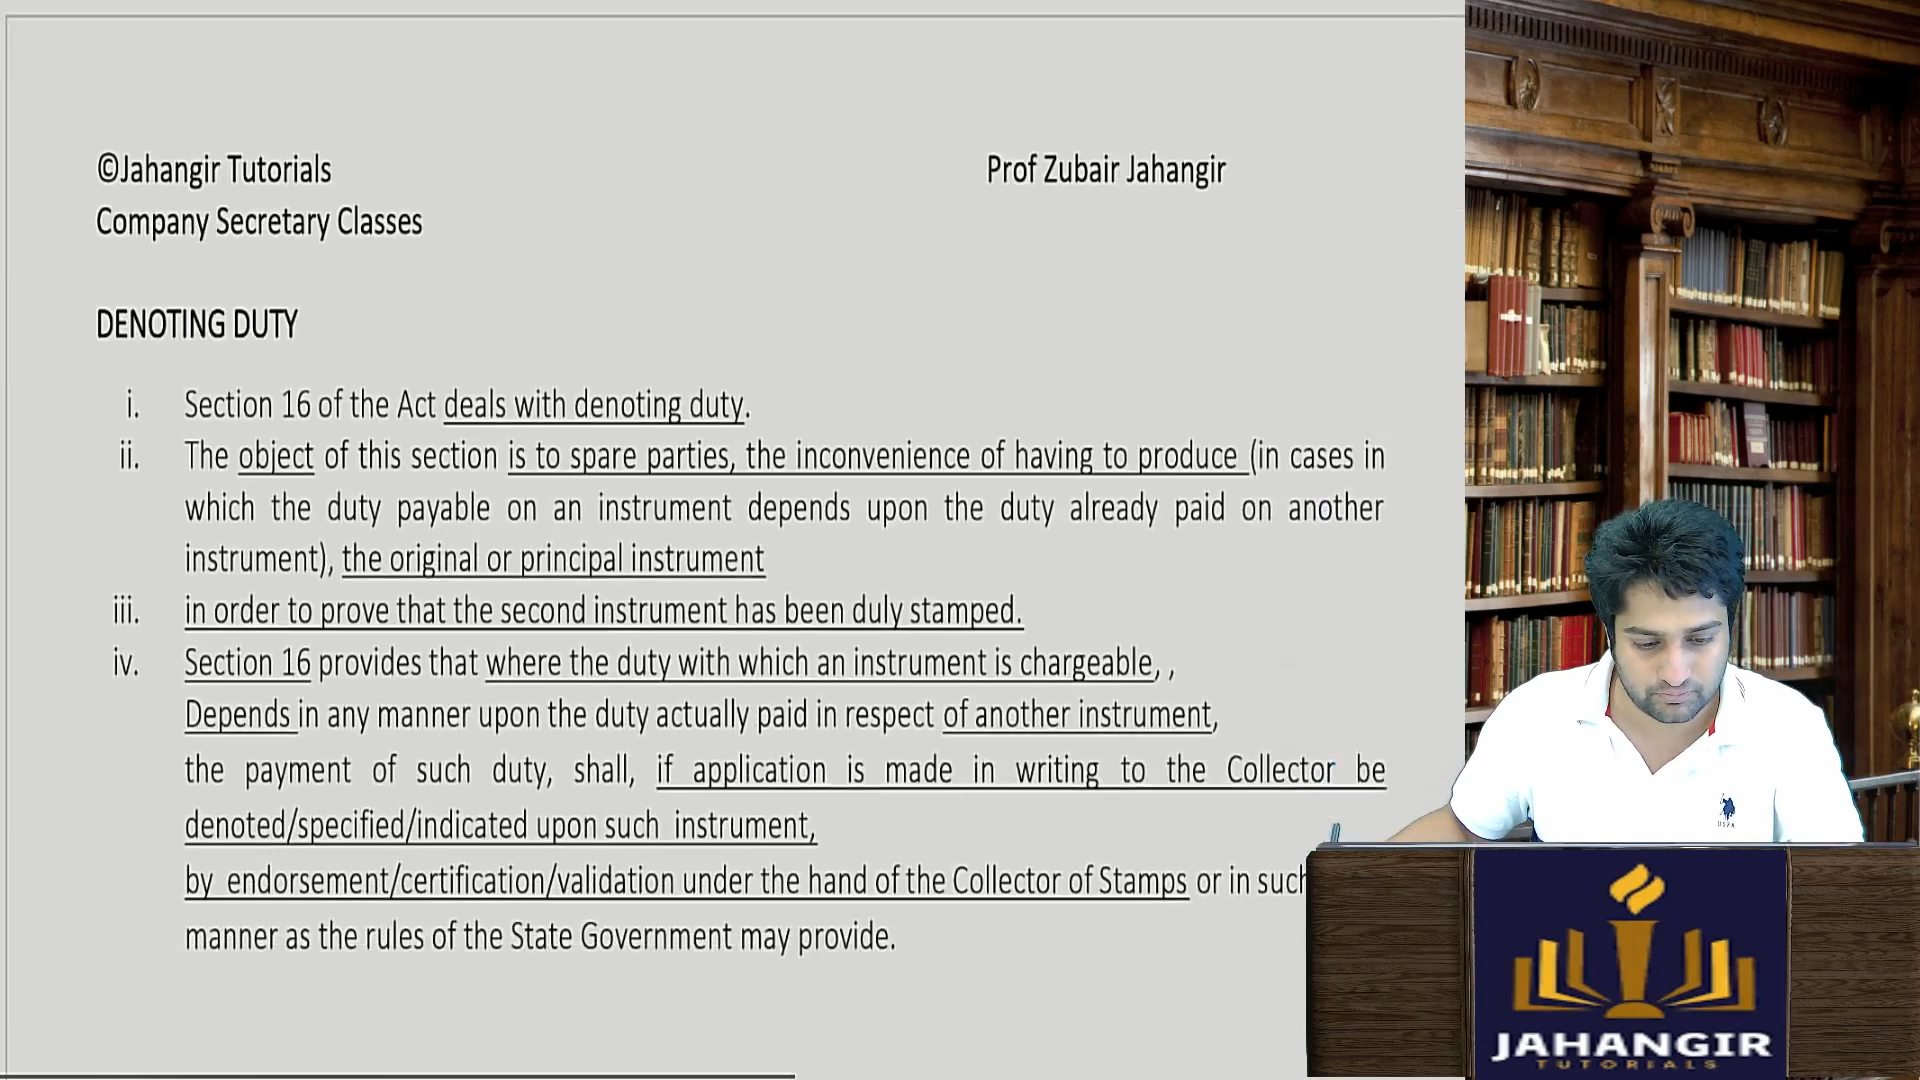 ©Jahangir Tutorials Prof Zubair Jahangir
Company Secretary Classes
DENOTING DUTY
i. Section 16 of the Act deals with denoting duty.
ii. The object of this section is to spare parties, the inconvenience of having to produce (in cases in
which the duty payable on an instrument depends upon the duty already paid on another
instrument), the original or principal instrument
iii. in order to prove that the second instrument has been duly stamped.
iv. Section 16 provides that where the duty with which an instrument is chargeable, ,
Depends in any manner upon the duty actually paid in respect of another instrument,
the payment of such duty, shall, if application is made in writing to the Collector be
denoted/specified/indicated upon such instrument,
by endorsement/certification/validation under the hand of the Collector of Stamps or in such
manner as the rules of the State Government may provide.
USPA
JAHANGIR
TUTORIALS